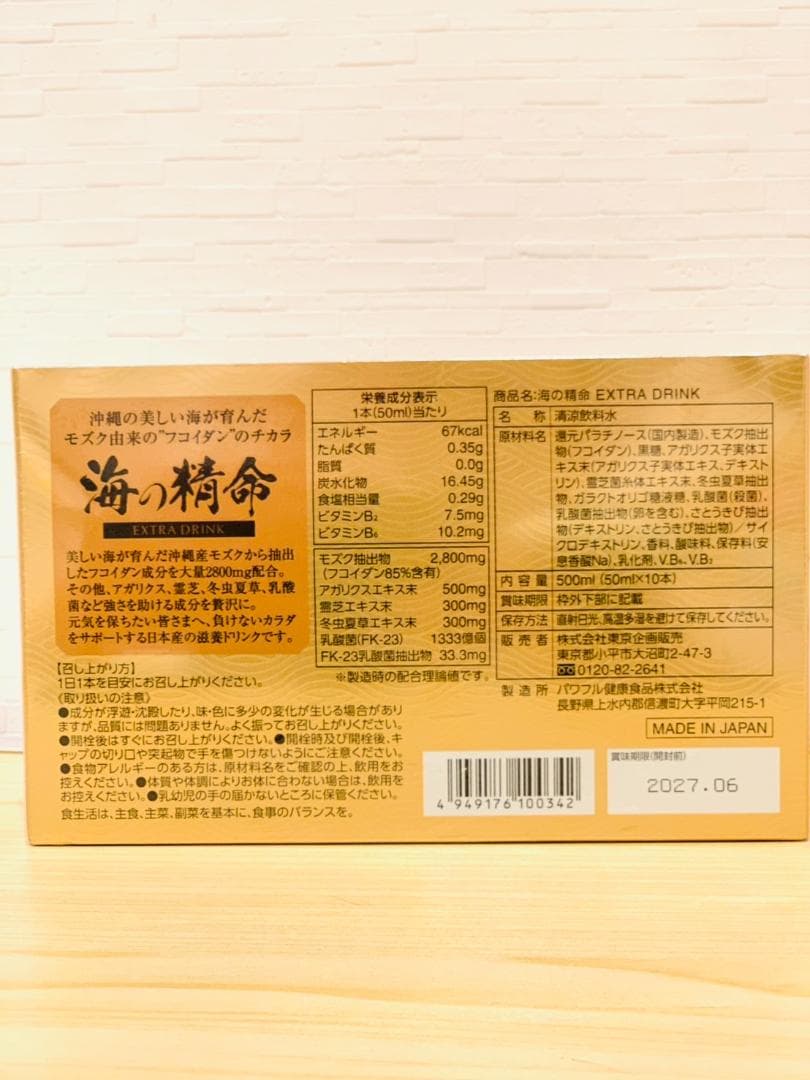 沖縄の美しい海が育んだ
モズク由来の"フコイダン"のチカラ
海の精命
EXTRA DRINK
美しい海が育んだ沖縄産モズクから抽出
したフコイダン成分を大量2800mg配合。
その他、アガリクス、霊芝、冬虫夏草、乳酸
菌など強さを助ける成分を贅沢に。
元気を保ちたい皆さまへ、負けないカラダ
をサポートする日本産の滋養ドリンクです。
【召し上がり方】
1日1本を目安にお召し上がりください。
《取り扱いの注意》
●成分が浮遊・沈殿したり、味・色に多少の変化が生じる場合があり
ますが、品質には問題ありません。よく振ってお召し上がりください。
●開栓後はすぐにお召し上がりください。●開栓時及び開栓後、キ
ャップの切り口や突起物で手を傷つけないようにご注意ください。
●食物アレルギーのある方は、原材料名をご確認の上、飲用をお
控えください。●体質や体調によりお体に合わない場合は、飲用を
お控えください。●乳幼児の手の届かないところに保管ください。
食生活は、主食、主菜、副菜を基本に、食事のバランスを。
栄養成分表示
1本(50ml)当たり
エネルギー 67kcal
たんぱく質 0.35g
脂質 0.0g
炭水化物 16.45g
食塩相当量 0.29g
ビタミンB₂ 7.5mg
ビタミンB₆ 10.2mg
モズク抽出物 2,800mg
(フコイダン85%含有)
アガリクスエキス末 500mg
霊芝エキス末 300mg
冬虫夏草エキス末 300mg
乳酸菌(FK-23) 1333億個
FK-23乳酸菌抽出物 33.3mg
※製造時の配合理論値です。
商品名:海の精命 EXTRA DRINK
名 称 清涼飲料水
原材料名 還元パラチノース(国内製造)、モズク抽出
物(フコイダン)、黒糖、アガリクス子実体エ
キス末(アガリクス子実体エキス、デキスト
リン)、霊芝菌糸体エキス末、冬虫夏草抽出
物、ガラクトオリゴ糖液糖、乳酸菌(殺菌)、
乳酸菌抽出物(卵を含む)、さとうきび抽出
物(デキストリン、さとうきび抽出物)/サイ
クロデキストリン、香料、酸味料、保存料(安
息香酸Na)、乳化剤、V.B₆、V.B₂
内 容 量 500ml (50ml×10本)
賞味期限 枠外下部に記載
保存方法 直射日光、高温多湿を避けて保存してください。
販 売 者 株式会社東京企画販売
東京都小平市大沼町2-47-3
0120-82-2641
製 造 所 パワフル健康食品株式会社
長野県上水内郡信濃町大字平岡215-1
MADE IN JAPAN
賞味期限(開封前)
2027.06
4 949176 100342